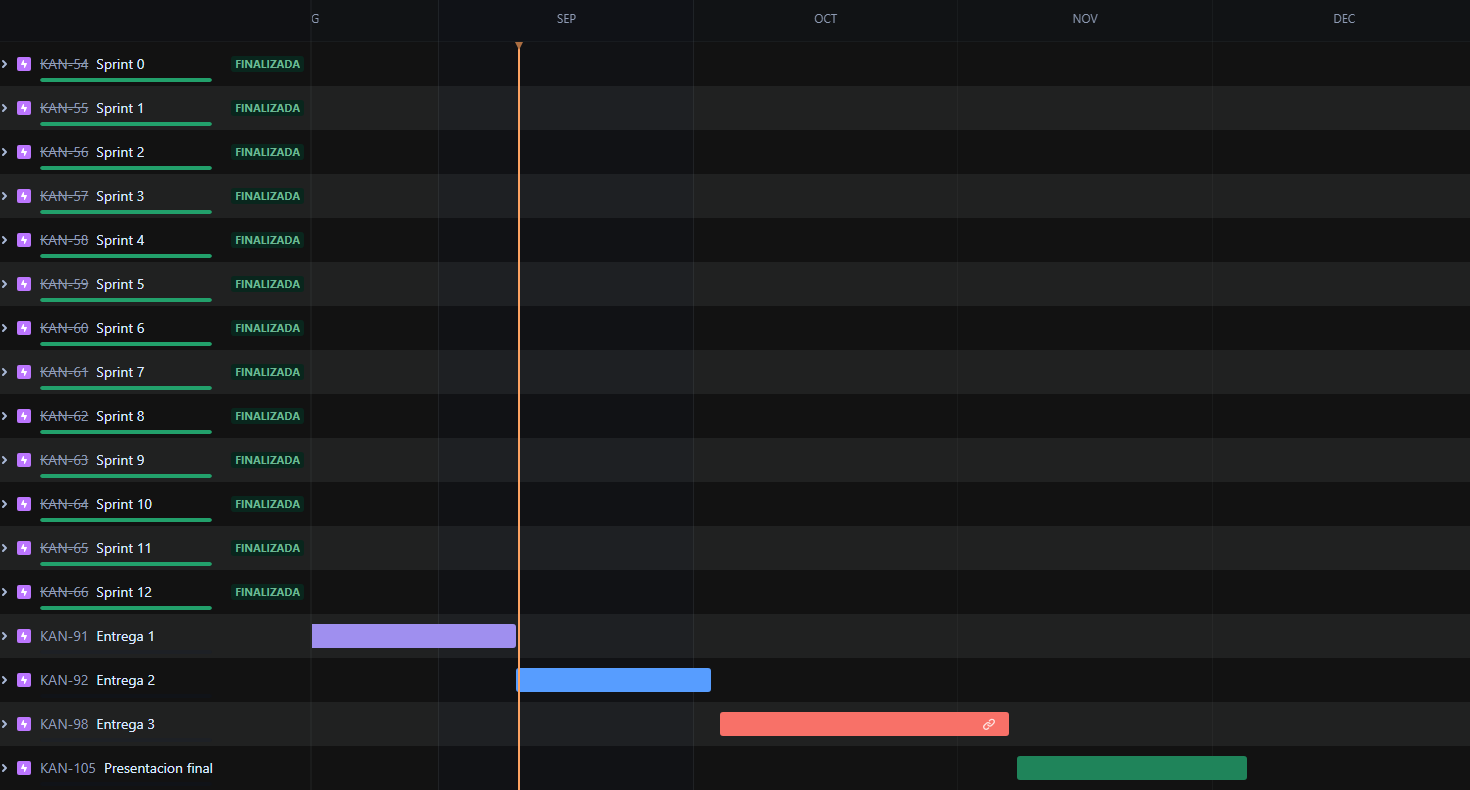 G SEP OCT NOV DEC
KAN-54 Sprint 0 FINALIZADA
KAN-55 Sprint 1 FINALIZADA
KAN-56 Sprint 2 FINALIZADA
KAN-57 Sprint 3 FINALIZADA
KAN-58 Sprint 4 FINALIZADA
KAN-59 Sprint 5 FINALIZADA
KAN-60 Sprint 6 FINALIZADA
KAN-61 Sprint 7 FINALIZADA
KAN-62 Sprint 8 FINALIZADA
KAN-63 Sprint 9 FINALIZADA
KAN-64 Sprint 10 FINALIZADA
KAN-65 Sprint 11 FINALIZADA
KAN-66 Sprint 12 FINALIZADA
KAN-91 Entrega 1
KAN-92 Entrega 2
KAN-98 Entrega 3
KAN-105 Presentacion final